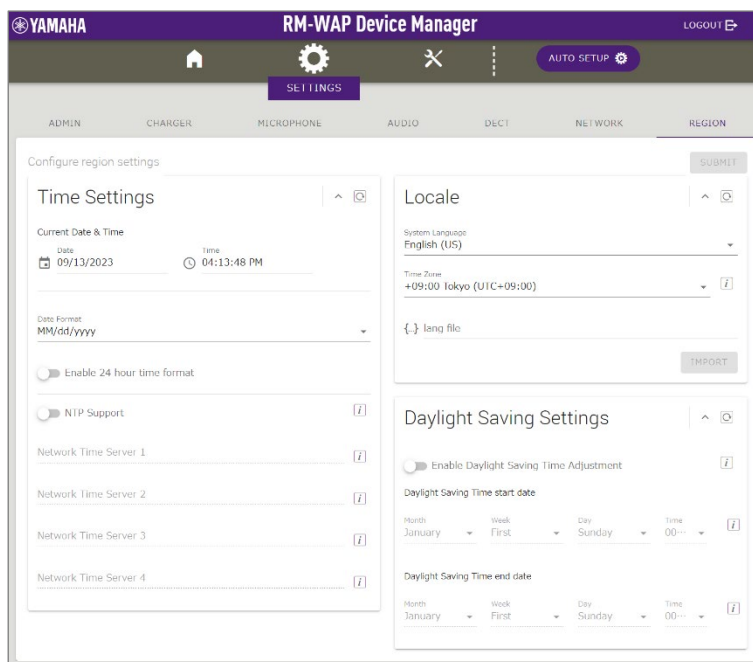 YAMAHA
RM-WAP Device Manager
LOGOUT
AUTO SETUP
SETTINGS
ADMIN CHARGER MICROPHONE AUDIO DECT NETWORK REGION
Configure region settings
SUBMIT
Time Settings
Current Date & Time
Date Time
09/13/2023 04:13:48 PM
Date Format
MM/dd/yyyy
Enable 24 hour time format
NTP Support
Network Time Server 1
Network Time Server 2
Network Time Server 3
Network Time Server 4
Locale
System Language
English (US)
Time Zone
+09:00 Tokyo (UTC+09:00)
{..} lang file
IMPORT
Daylight Saving Settings
Enable Daylight Saving Time Adjustment
Daylight Saving Time start date
Month Week Day Time
January First Sunday 00···
Daylight Saving Time end date
Month Week Day Time
January First Sunday 00···